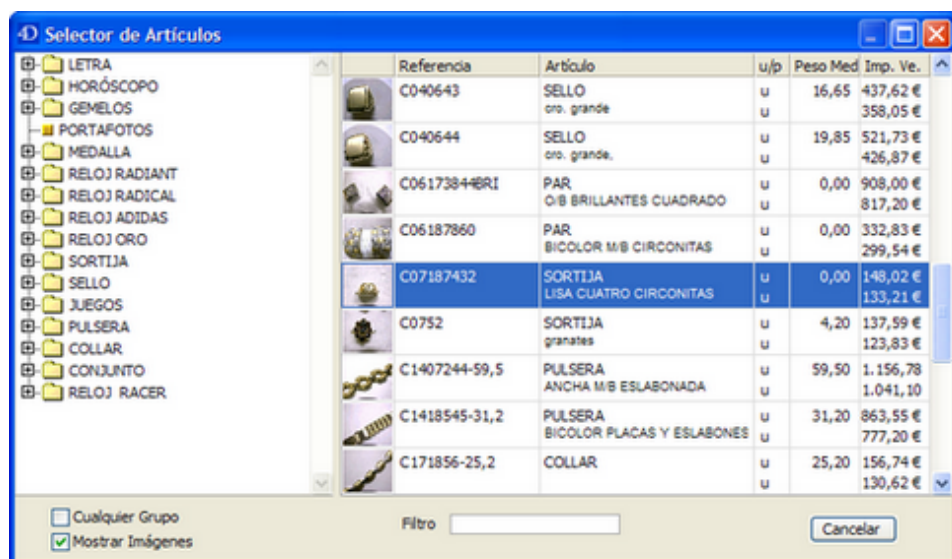 4D Selector de Artículos
LETRA
HORÓSCOPO
GEMELOS
PORTAFOTOS
MEDALLA
RELOJ RADIANT
RELOJ RADICAL
RELOJ ADIDAS
RELOJ ORO
SORTIJA
SELLO
JUEGOS
PULSERA
COLLAR
CONJUNTO
RELOJ RACER
Referencia Artículo u/p Peso Med Imp. Ve.
C040643 SELLO u 16,65 437,62 €
oro. grande u 358,05 €
C040644 SELLO u 19,85 521,73 €
oro. grande, u 426,87 €
C06173844BRI PAR u 0,00 908,00 €
O/B BRILLANTES CUADRADO u 817,20 €
C06187860 PAR u 0,00 332,83 €
BICOLOR M/B CIRCONITAS u 299,54 €
C07187432 SORTIJA u 0,00 148,02 €
LISA CUATRO CIRCONITAS u 133,21 €
C0752 SORTIJA u 4,20 137,59 €
granates u 123,83 €
C1407244-59,5 PULSERA u 59,50 1.156,78
ANCHA M/B ESLABONADA u 1.041,10
C1418545-31,2 PULSERA u 31,20 863,55 €
BICOLOR PLACAS Y ESLABONES u 777,20 €
C171856-25,2 COLLAR u 25,20 156,74 €
u 130,62 €
Cualquier Grupo
Mostrar Imágenes
Filtro
Cancelar